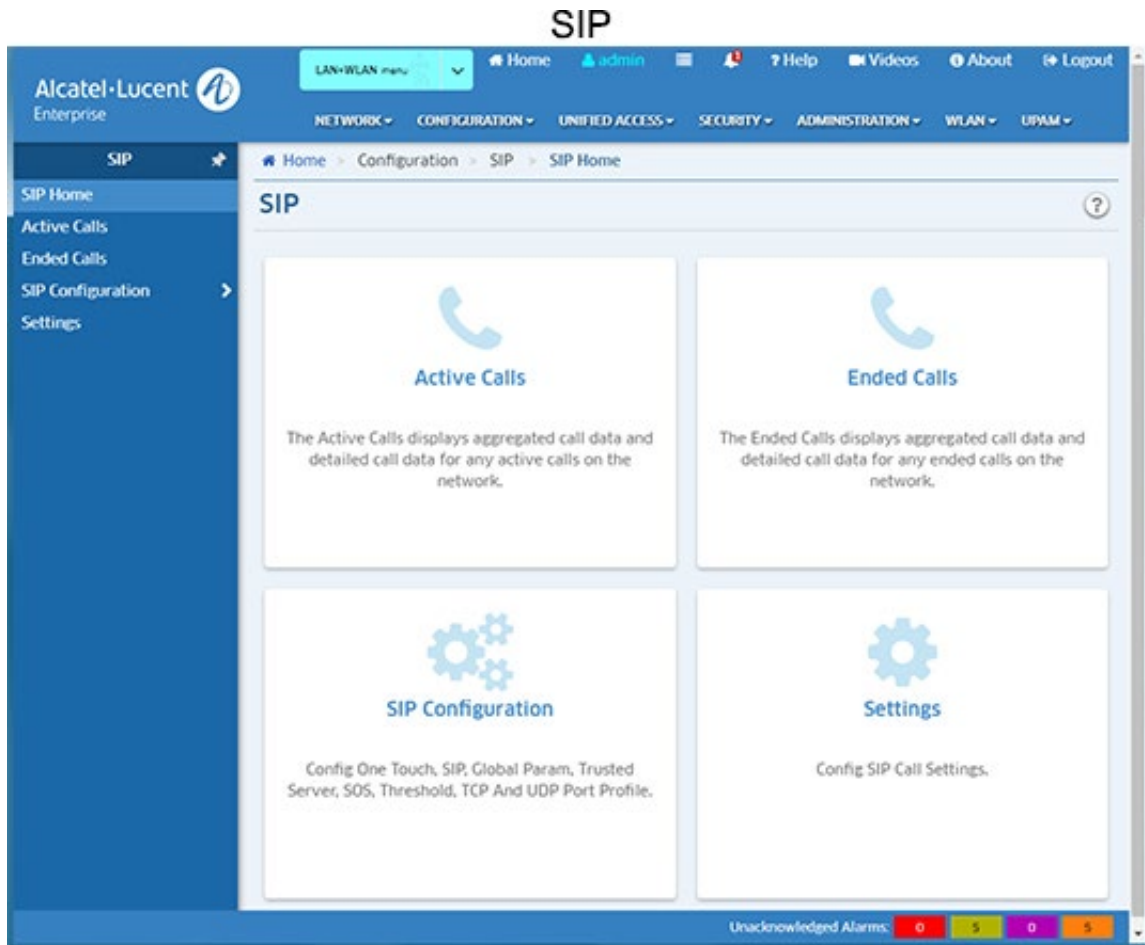 SIP
Alcatel·Lucent
Enterprise
LAN+WLAN menu
Home admin ? Help Videos About Logout
NETWORK CONFIGURATION UNIFIED ACCESS SECURITY ADMINISTRATION WLAN UPAM
SIP
Home > Configuration > SIP > SIP Home
SIP Home
Active Calls
Ended Calls
SIP Configuration
Settings
SIP
?
Active Calls
The Active Calls displays aggregated call data and
detailed call data for any active calls on the
network.
Ended Calls
The Ended Calls displays aggregated call data and
detailed call data for any ended calls on the
network.
SIP Configuration
Config One Touch, SIP, Global Param, Trusted
Server, SOS, Threshold, TCP And UDP Port Profile.
Settings
Config SIP Call Settings.
Unacknowledged Alarms: 0 5 0 5